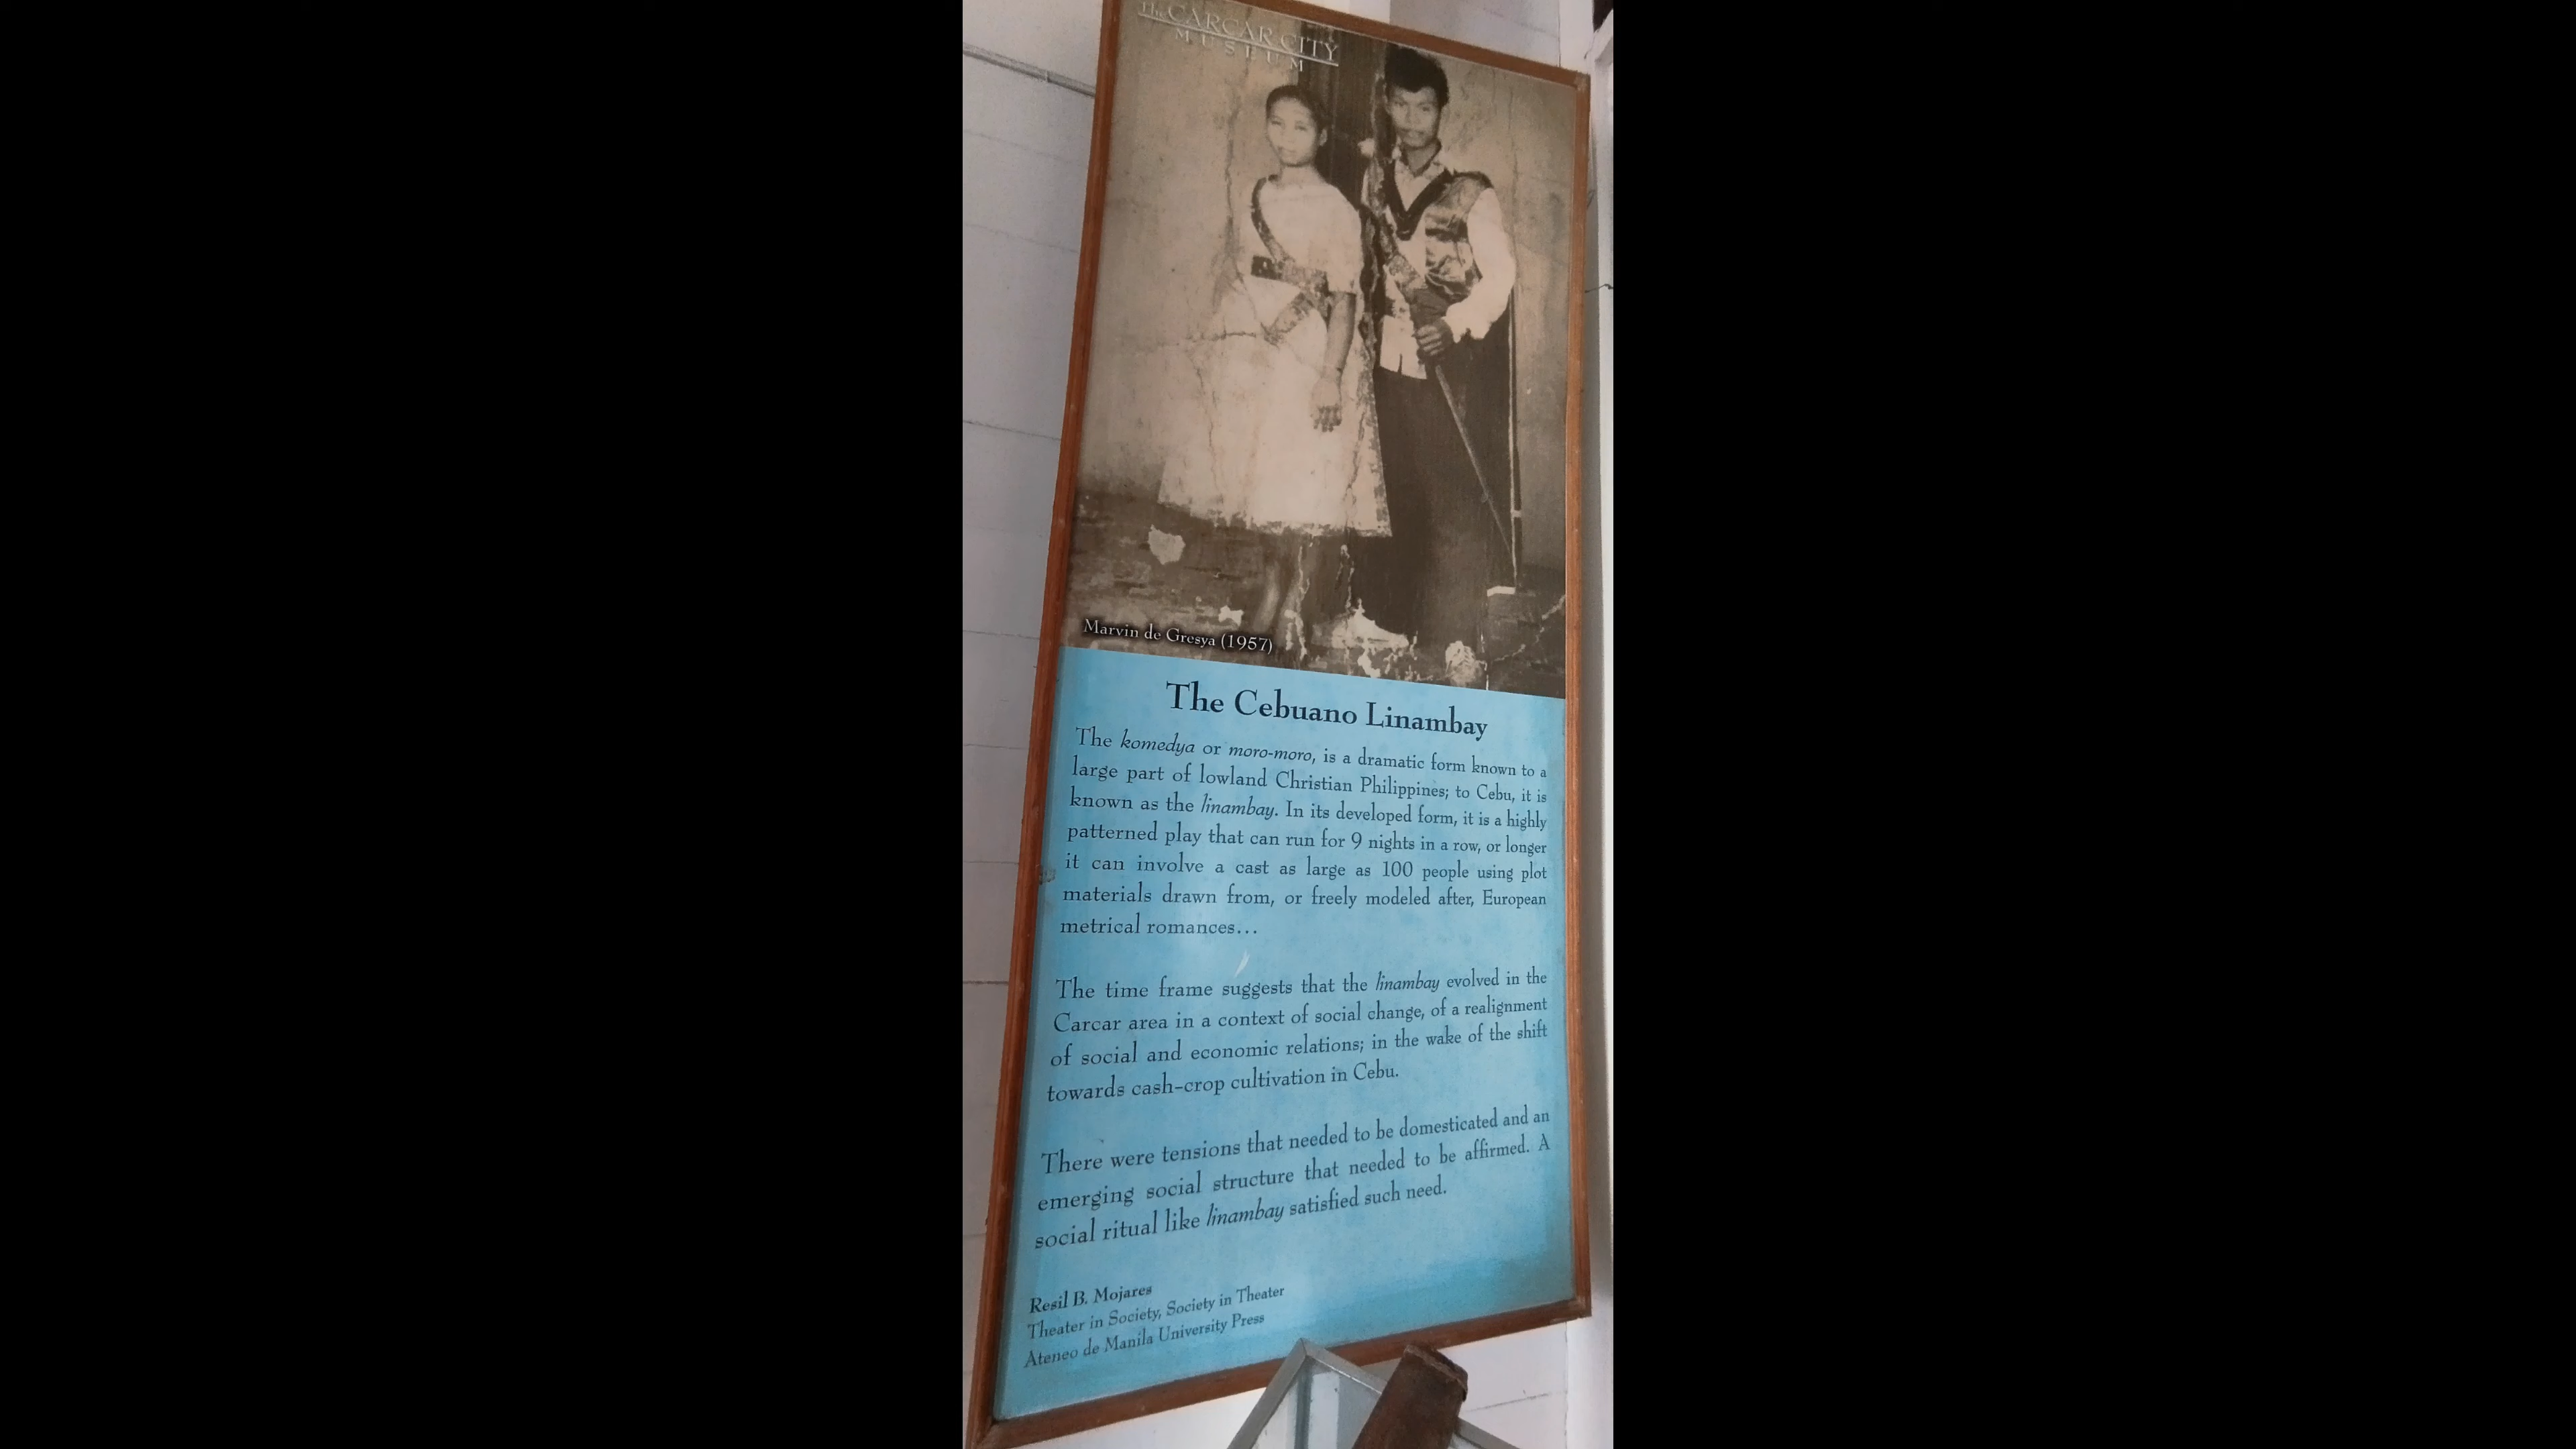 The CARCAR CITY
MUSEUM
Marvin de Gresya (1957)
The Cebuano Linambay
The komedya or moro-moro, is a dramatic form known to a
large part of lowland Christian Philippines; to Cebu, it is
known as the linambay. In its developed form, it is a highly
patterned play that can run for 9 nights in a row, or longer
it can involve a cast as large as 100 people using plot
materials drawn from, or freely modeled after, European
metrical romances...
The time frame suggests that the linambay evolved in the
Carcar area in a context of social change, of a realignment
of social and economic relations; in the wake of the shift
towards cash-crop cultivation in Cebu.
There were tensions that needed to be domesticated and an
emerging social structure that needed to be affirmed. A
social ritual like linambay satisfied such need.
Resil B. Mojares
Theater in Society, Society in Theater
Ateneo de Manila University Press